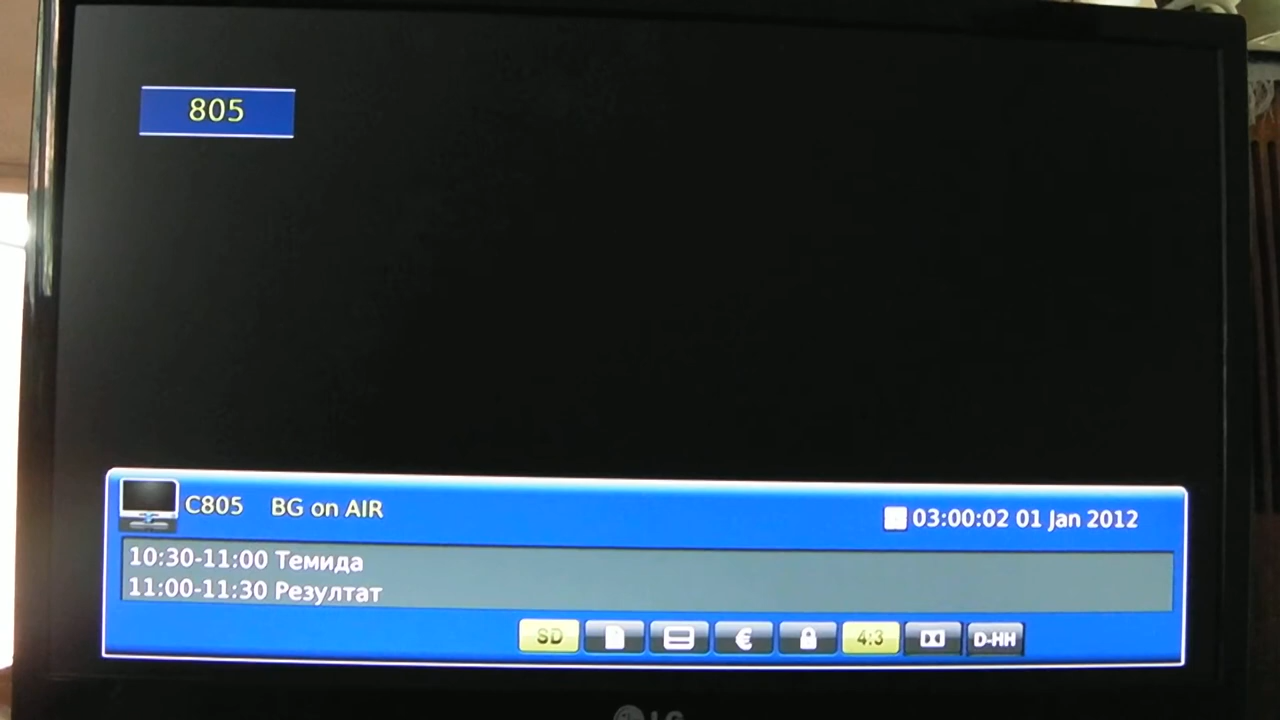 805
C805 BG on AIR
03:00:02 01 Jan 2012
10:30-11:00 Темида
11:00-11:30 Резултат
SD € 4:3 D-HH
LG